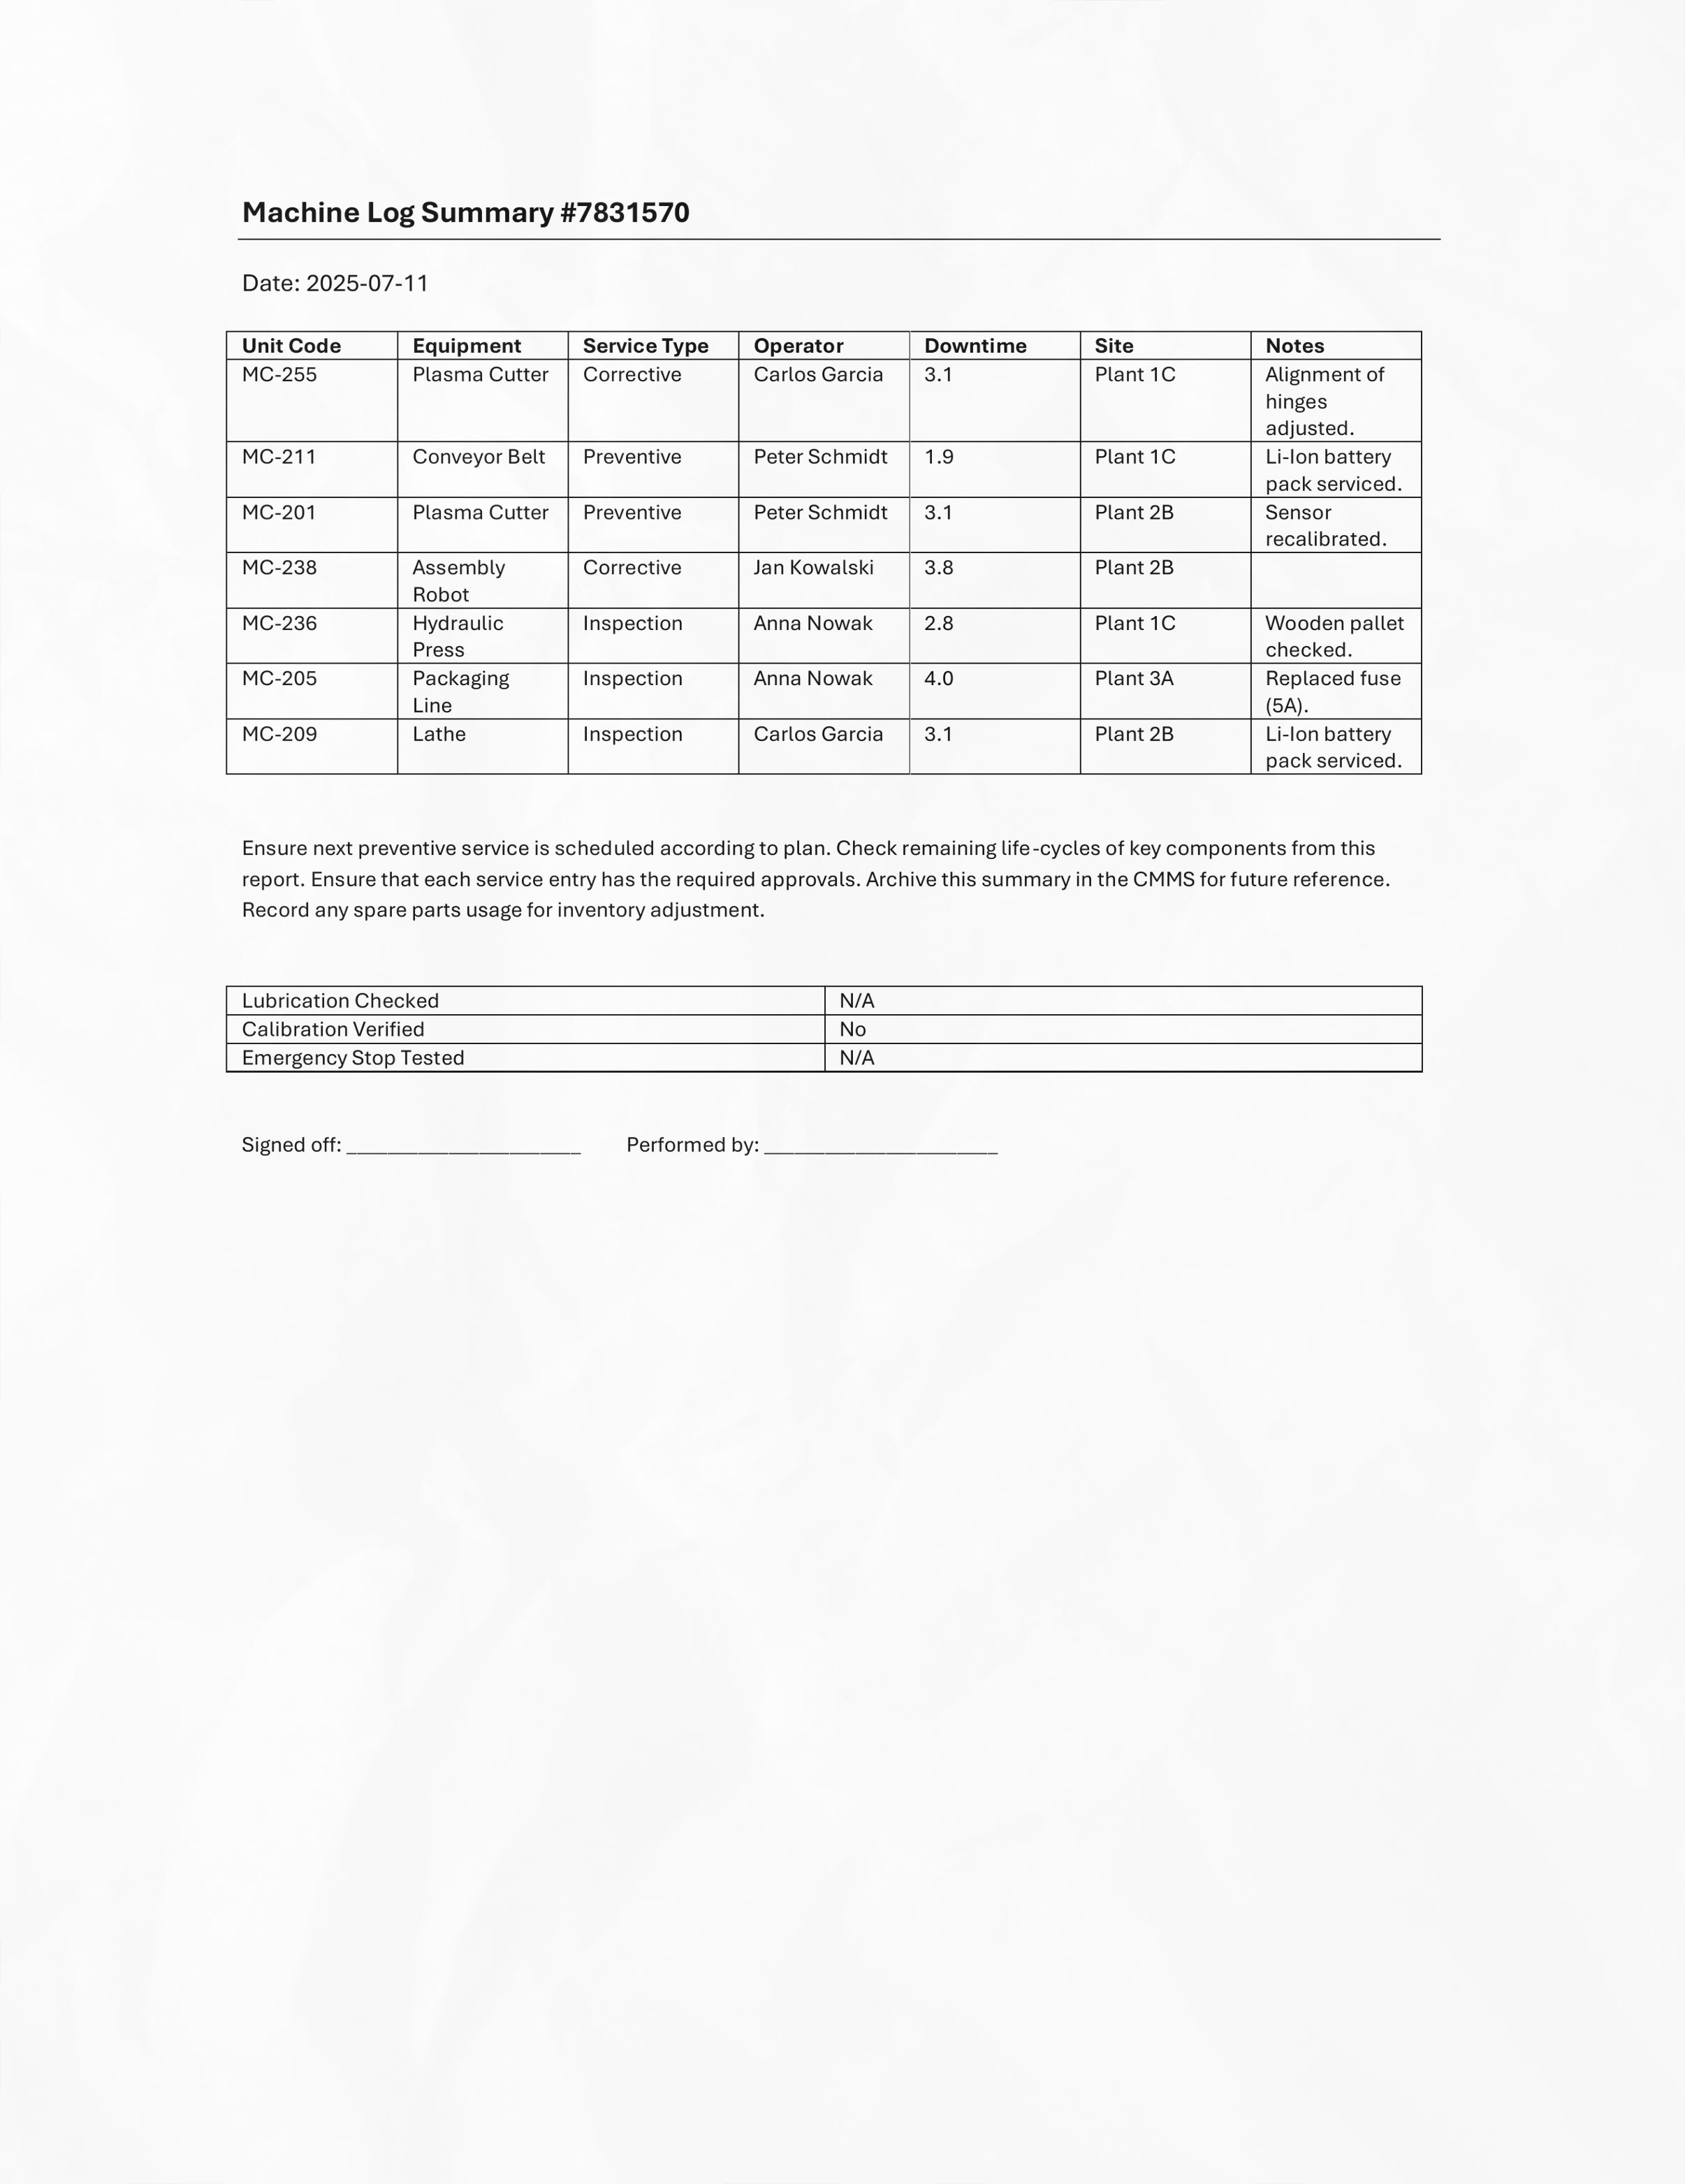 Machine Log Summary #7831570
Date: 2025-07-11
Unit Code Equipment Service Type Operator Downtime Site Notes
MC-255 Plasma Cutter Corrective Carlos Garcia 3.1 Plant 1C Alignment of
hinges
adjusted.
MC-211 Conveyor Belt Preventive Peter Schmidt 1.9 Plant 1C Li-Ion battery
pack serviced.
MC-201 Plasma Cutter Preventive Peter Schmidt 3.1 Plant 2B Sensor
recalibrated.
MC-238 Assembly Corrective Jan Kowalski 3.8 Plant 2B
Robot
MC-236 Hydraulic Inspection Anna Nowak 2.8 Plant 1C Wooden pallet
Press checked.
MC-205 Packaging Inspection Anna Nowak 4.0 Plant 3A Replaced fuse
Line (5A).
MC-209 Lathe Inspection Carlos Garcia 3.1 Plant 2B Li-Ion battery
pack serviced.
Ensure next preventive service is scheduled according to plan. Check remaining life-cycles of key components from this
report. Ensure that each service entry has the required approvals. Archive this summary in the CMMS for future reference.
Record any spare parts usage for inventory adjustment.
Lubrication Checked N/A
Calibration Verified No
Emergency Stop Tested N/A
Signed off: _______________________ Performed by: _______________________